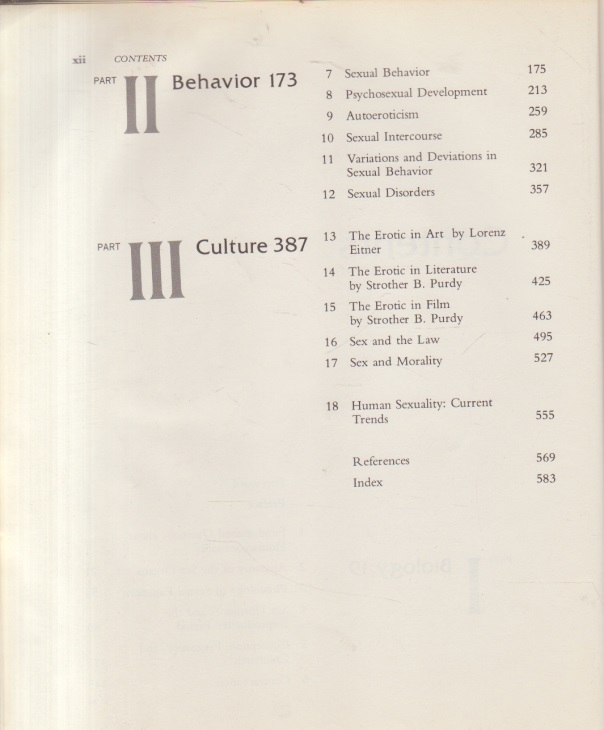 xii CONTENTS
PART II Behavior 173
7 Sexual Behavior 175
8 Psychosexual Development 213
9 Autoeroticism 259
10 Sexual Intercourse 285
11 Variations and Deviations in
Sexual Behavior 321
12 Sexual Disorders 357
PART III Culture 387
13 The Erotic in Art by Lorenz
Eitner 389
14 The Erotic in Literature
by Strother B. Purdy 425
15 The Erotic in Film
by Strother B. Purdy 463
16 Sex and the Law 495
17 Sex and Morality 527
18 Human Sexuality: Current
Trends 555
References 569
Index 583